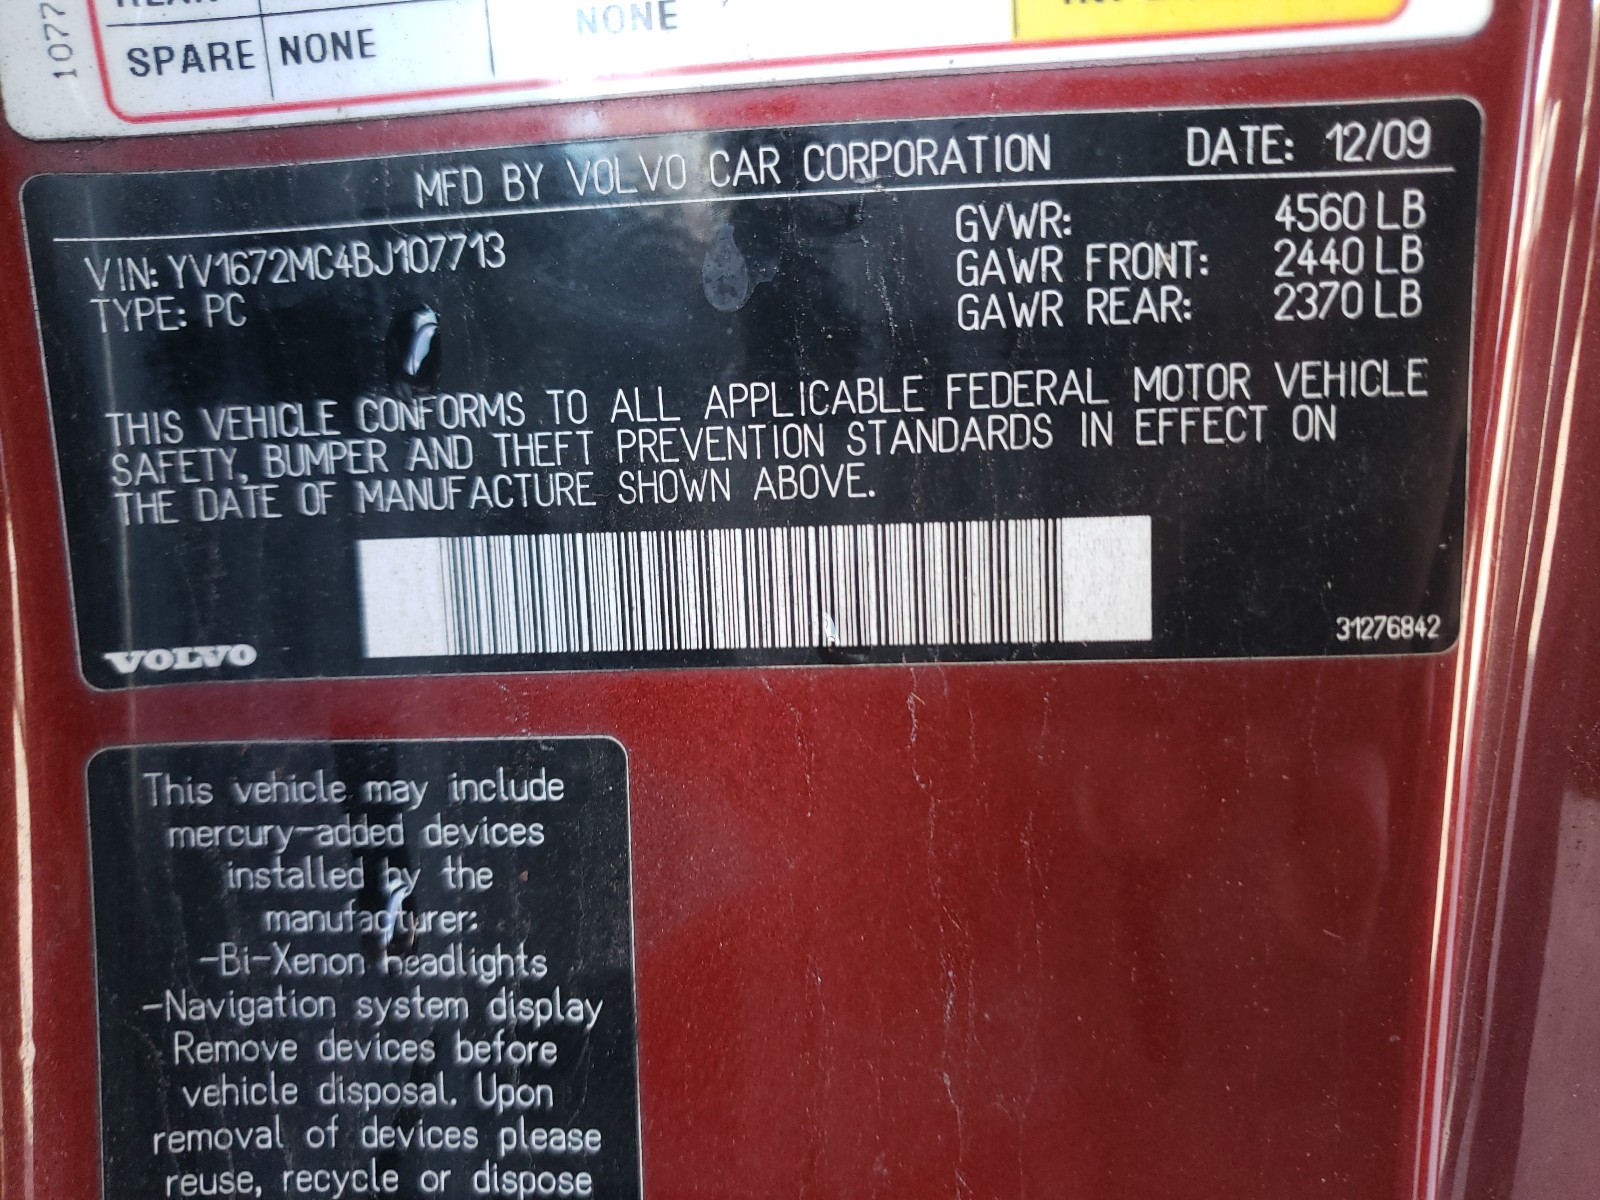 1077
SPARE NONE NONE
MFD BY VOLVO CAR CORPORATION DATE: 12/09
VIN: YV1672MC4BJ107713
TYPE: PC
GVWR: 4560 LB
GAWR FRONT: 2440 LB
GAWR REAR: 2370 LB
THIS VEHICLE CONFORMS TO ALL APPLICABLE FEDERAL MOTOR VEHICLE
SAFETY, BUMPER AND THEFT PREVENTION STANDARDS IN EFFECT ON
THE DATE OF MANUFACTURE SHOWN ABOVE.
31276842
VOLVO
This vehicle may include
mercury-added devices
installed by the
manufacturer:
-Bi-Xenon headlights
-Navigation system display
Remove devices before
vehicle disposal. Upon
removal of devices please
reuse, recycle or dispose